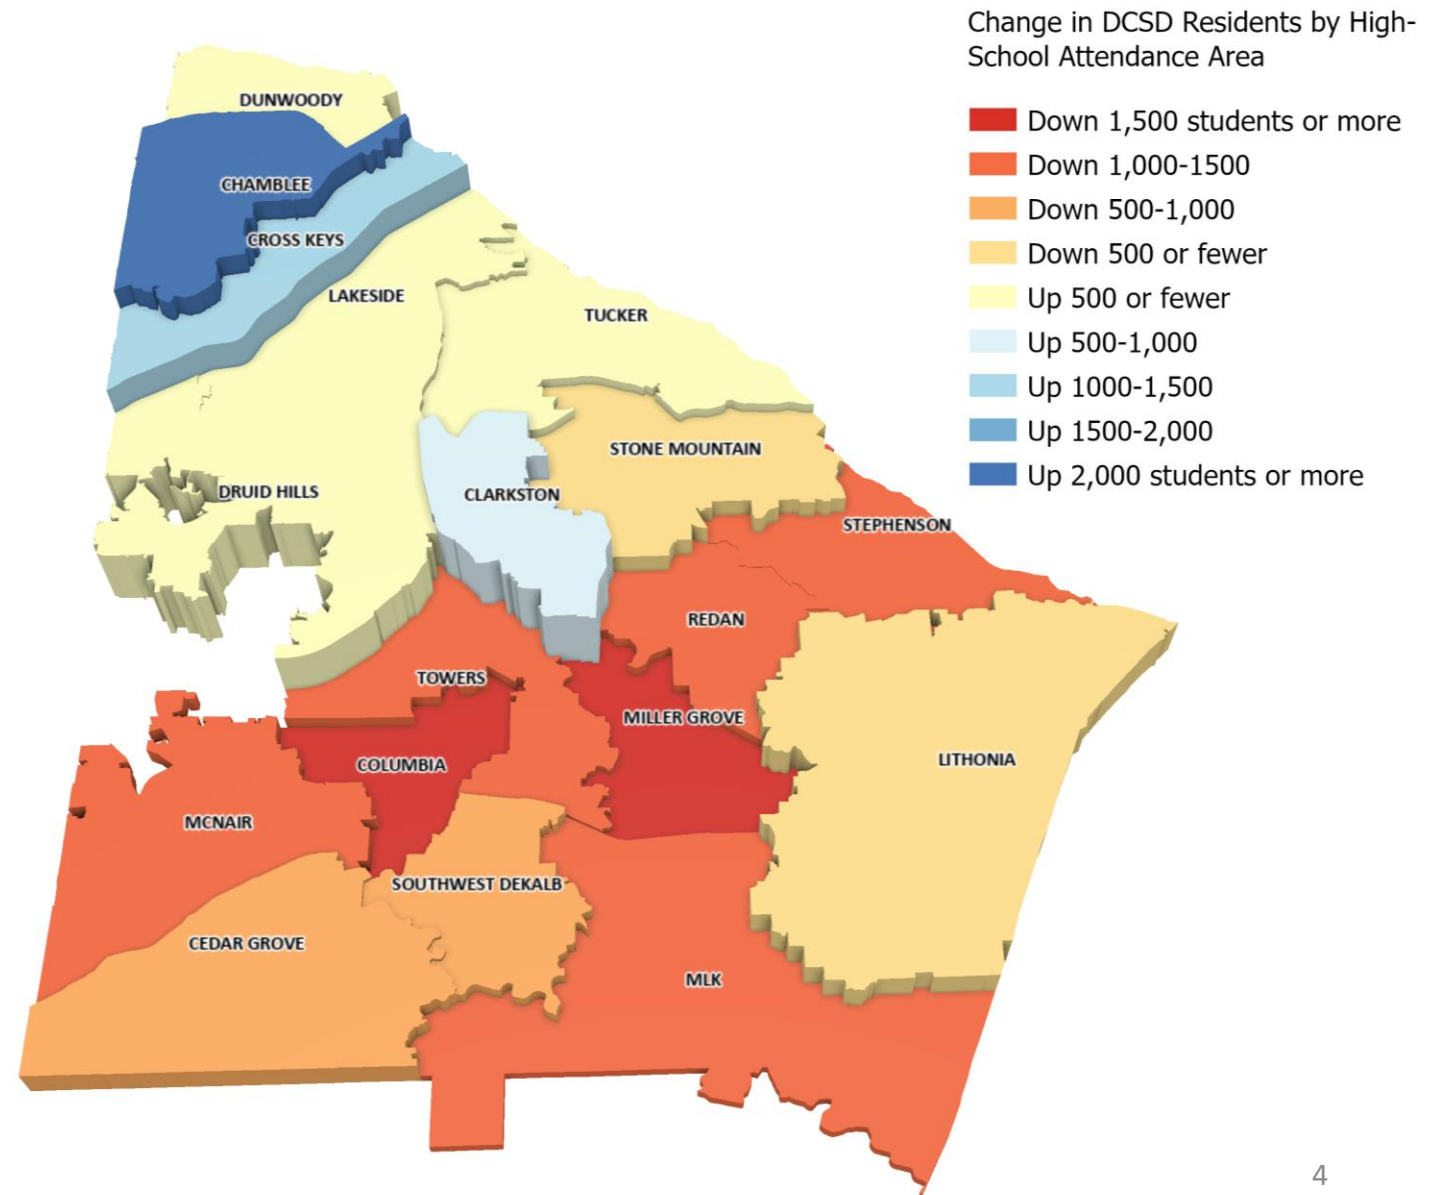 Change in DCSD Residents by High-
School Attendance Area
Down 1,500 students or more
Down 1,000-1500
Down 500-1,000
Down 500 or fewer
Up 500 or fewer
Up 500-1,000
Up 1000-1,500
Up 1500-2,000
Up 2,000 students or more
DUNWOODY
CHAMBLEE
CROSS KEYS
LAKESIDE
TUCKER
STONE MOUNTAIN
DRUID HILLS
CLARKSTON
STEPHENSON
REDAN
TOWERS
MILLER GROVE
COLUMBIA
LITHONIA
MCNAIR
SOUTHWEST DEKALB
CEDAR GROVE
MLK
4